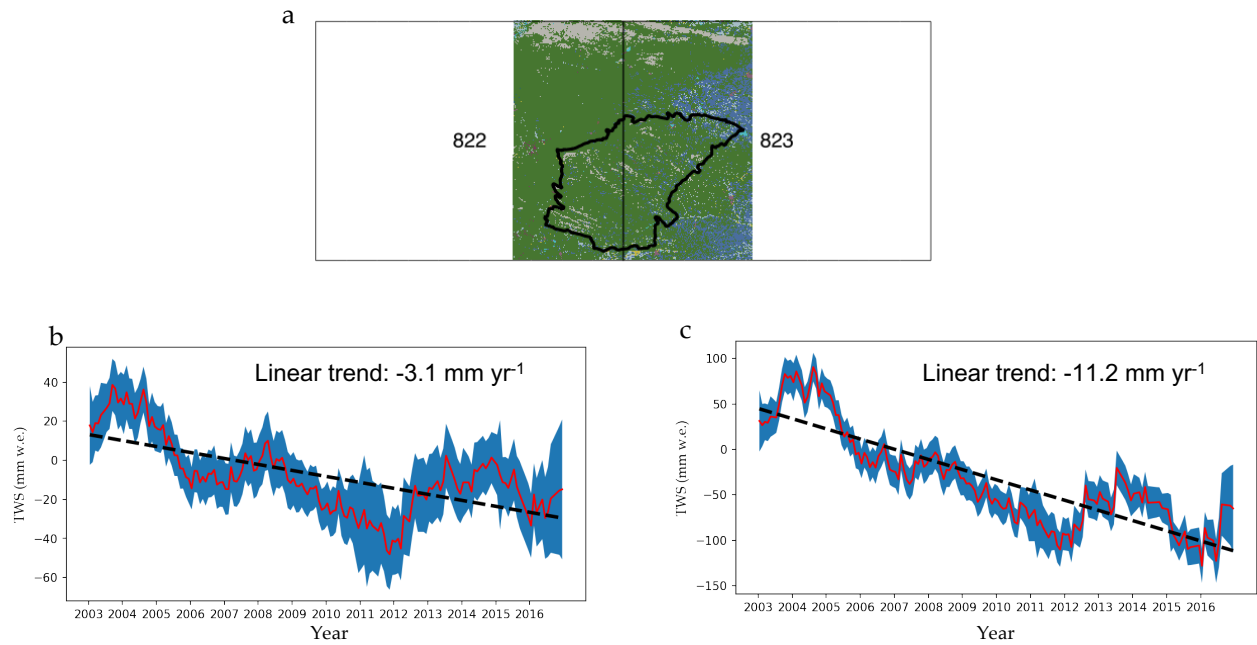 a
822
823
b
Linear trend: -3.1 mm yr-1
40
20
0
−20
−40
−60
TWS (mm w.e.)
2003 2004 2005 2006 2007 2008 2009 2010 2011 2012 2013 2014 2015 2016
Year
c
Linear trend: -11.2 mm yr-1
100
50
0
−50
−100
−150
TWS (mm w.e.)
2003 2004 2005 2006 2007 2008 2009 2010 2011 2012 2013 2014 2015 2016
Year